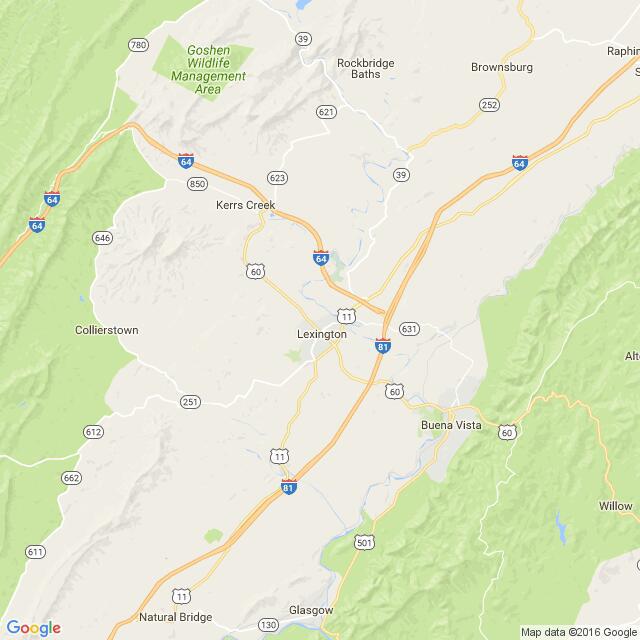 39
780
Goshen
Wildlife
Management
Area
Rockbridge
Baths
Brownsburg
Raphin
S
252
621
64
64
850
623
39
64
Kerrs Creek
64
646
60
64
11
Collierstown
Lexington
631
81
Alto
60
251
Buena Vista
612
60
11
662
81
Willow
501
611
11
Natural Bridge
Glasgow
130
Google
Map data ©2016 Google